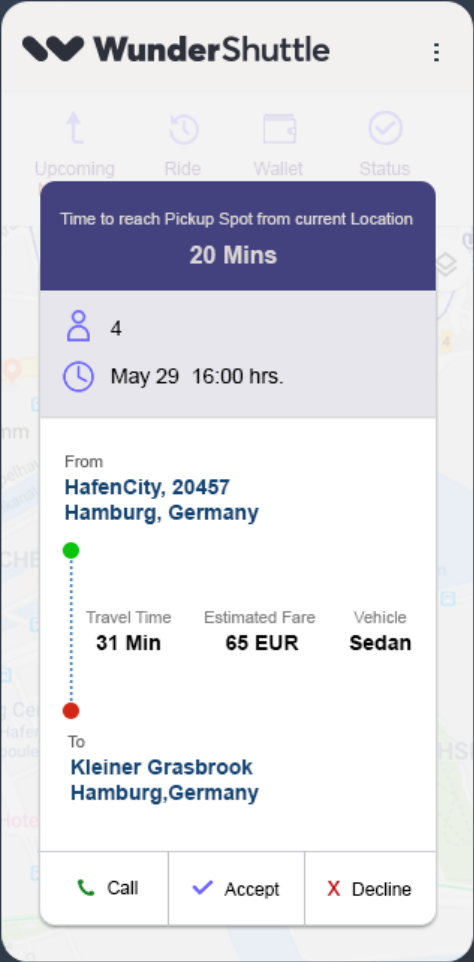 WunderShuttle
Upcoming Ride Wallet Status
Time to reach Pickup Spot from current Location
20 Mins
4
4
May 29 16:00 hrs.
From
HafenCity, 20457
Hamburg, Germany
Travel Time Estimated Fare Vehicle
31 Min 65 EUR Sedan
To
Kleiner Grasbrook
Hamburg,Germany
Call Accept X Decline